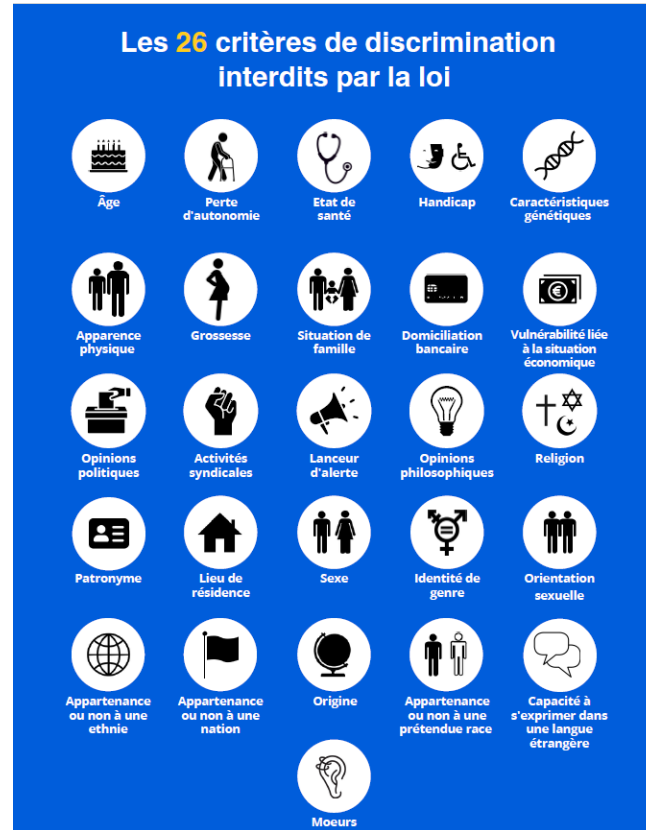 Les 26 critères de discrimination
interdits par la loi
Âge
Perte
d'autonomie
Etat de
santé
Handicap
Caractéristiques
génétiques
Apparence
physique
Grossesse
Situation de
famille
Domiciliation
bancaire
Vulnérabilité liée
à la situation
économique
Opinions
politiques
Activités
syndicales
Lanceur
d'alerte
Opinions
philosophiques
Religion
Patronyme
Lieu de
résidence
Sexe
Identité de
genre
Orientation
sexuelle
Appartenance
ou non à une
ethnie
Appartenance
ou non à une
nation
Origine
Appartenance
ou non à une
prétendue race
Capacité à
s'exprimer dans
une langue
étrangère
Moeurs